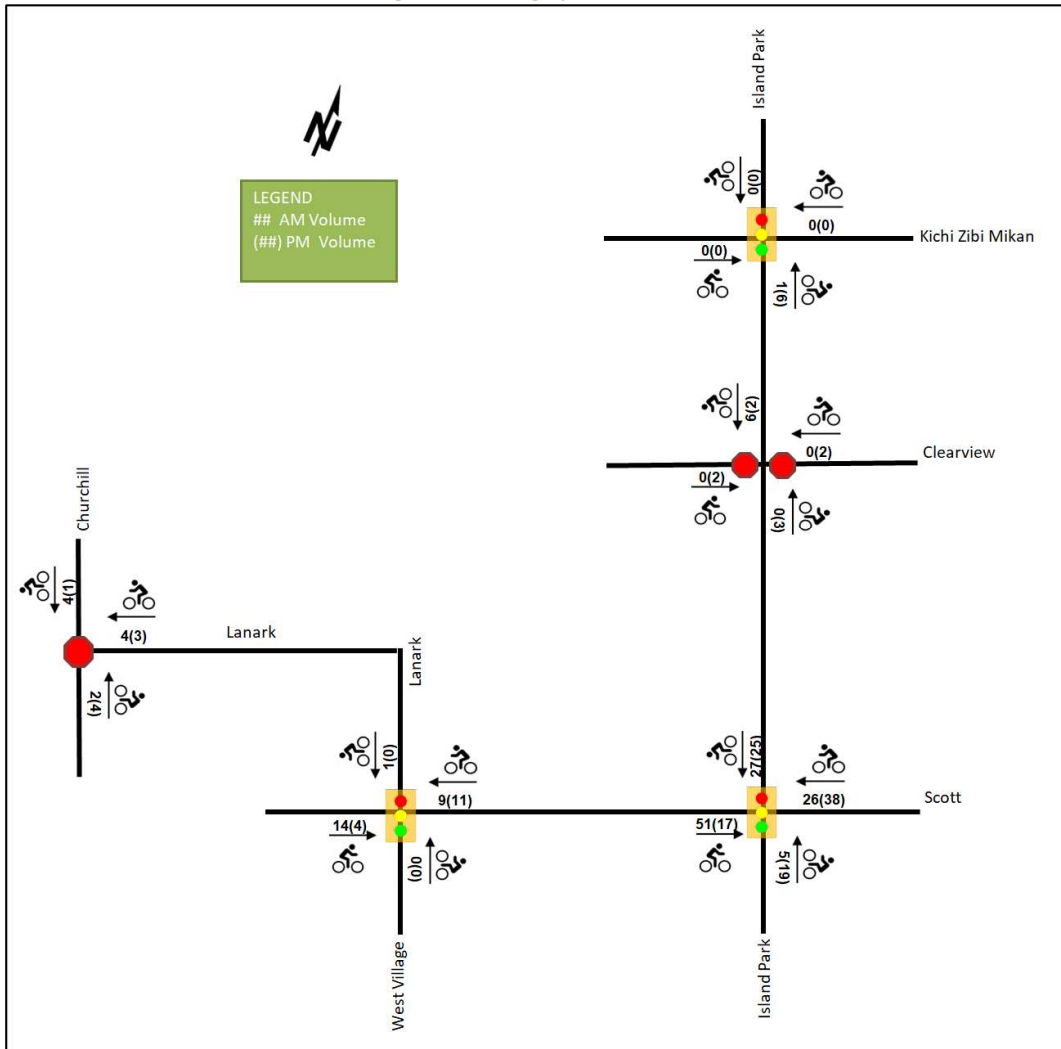 Island Park
LEGEND
## AM Volume
(##) PM Volume
0(0)
0(0)
Kichi Zibi Mikan
0(0)
1(6)
6(2)
0(2)
Clearview
0(2)
0(3)
Churchill
4(1)
4(3)
Lanark
2(4)
Lanark
1(0)
9(11)
14(4)
0(0)
West Village
27(25)
26(38)
Scott
51(17)
5(19)
Island Park